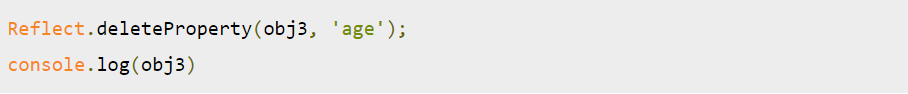 Reflect.deleteProperty(obj3, 'age');
console.log(obj3)